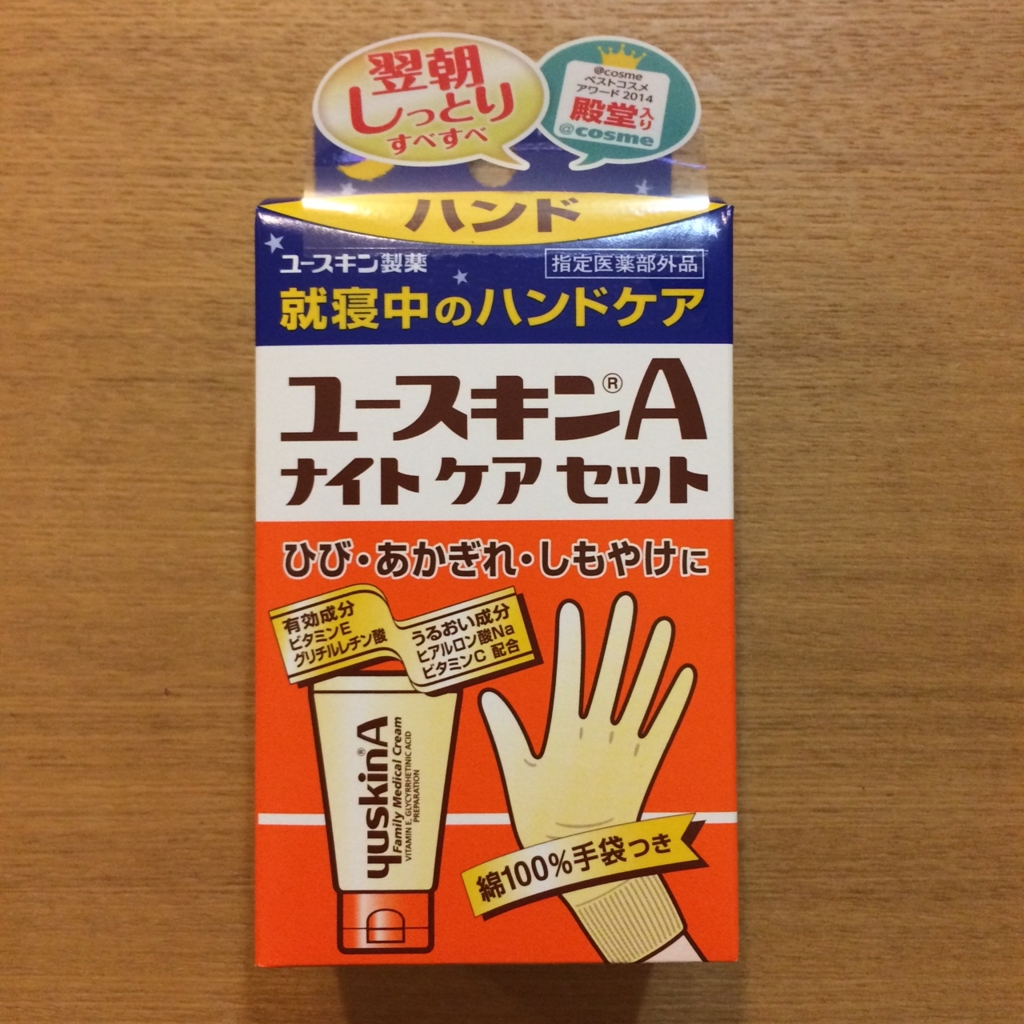 翌朝
しっとり
すべすべ
@cosme
ベストコスメ
アワード2014
殿堂入り
@cosme
ハンド
ユースキン製薬
指定医薬部外品
就寝中のハンドケア
ユースキン®A
ナイトケアセット
ひび・あかぎれ・しもやけに
有効成分
ビタミンE
グリチルレチン酸
うるおい成分
ヒアルロン酸Na
ビタミンC 配合
yuskin®A
Family Medical Cream
VITAMIN E, GLYCYRRHETINIC ACID
PREPARATION
綿100%手袋つき